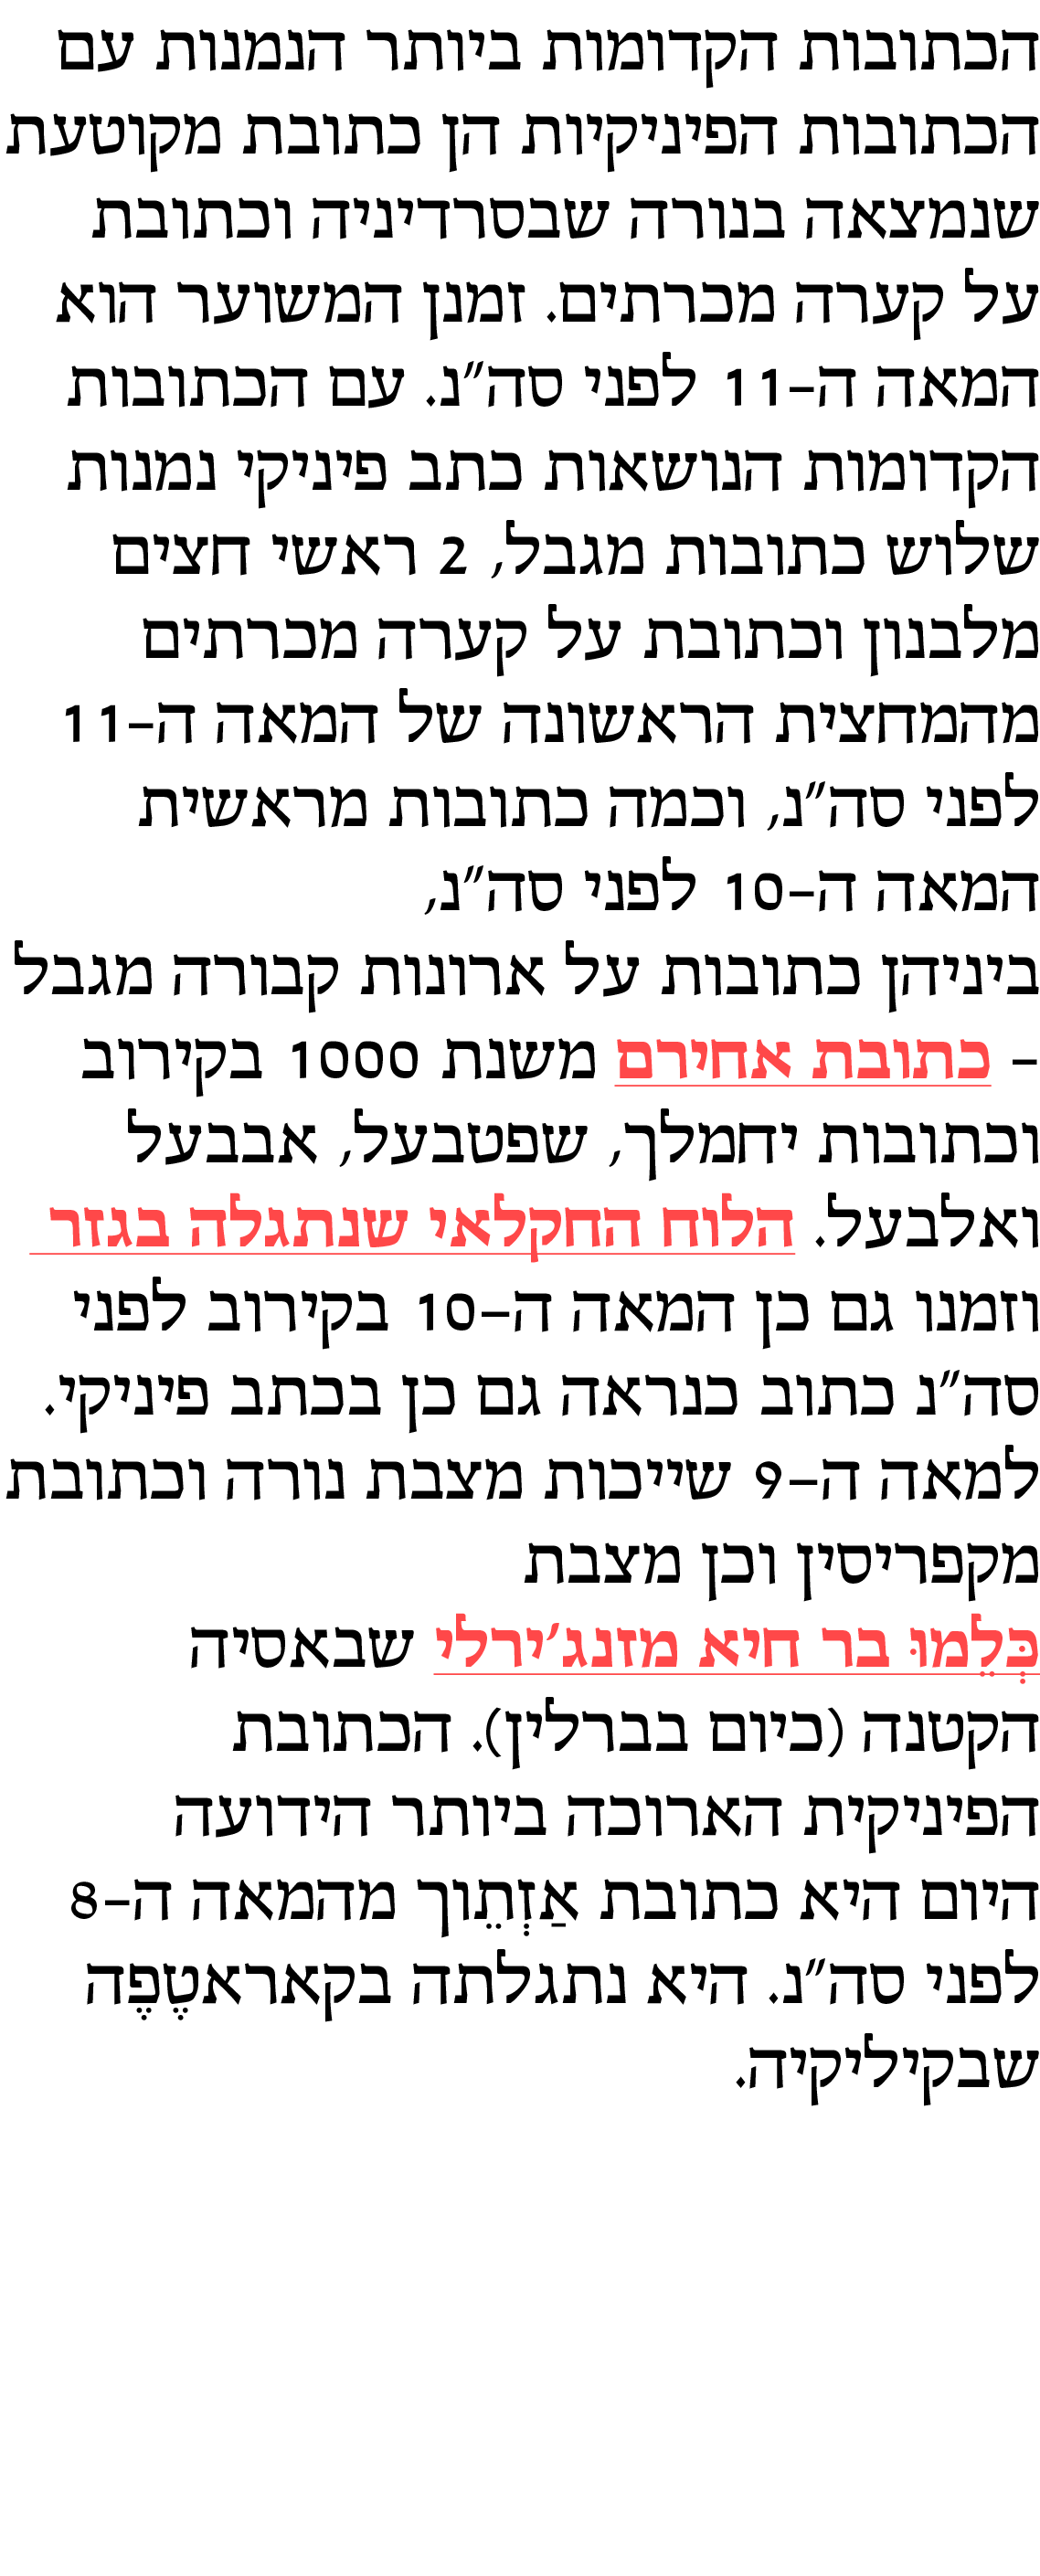 הכתובות הקדומות ביותר הנמנות עם
הכתובות הפיניקיות הן כתובת מקוטעת
שנמצאה בנורה שבסרדיניה וכתובת
על קערה מכרתים. זמנן המשוער הוא
המאה ה-11 לפני סה"נ. עם הכתובות
הקדומות הנושאות כתב פיניקי נמנות
שלוש כתובות מגבל, 2 ראשי חצים
מלבנון וכתובת על קערה מכרתים
מהמחצית הראשונה של המאה ה-11
לפני סה"נ, וכמה כתובות מראשית
המאה ה-10 לפני סה"נ,
ביניהן כתובות על ארונות קבורה מגבל
- כתובת אחירם משנת 1000 בקירוב
וכתובות יחמלך, שפטבעל, אבבעל
ואלבעל. הלוח החקלאי שנתגלה בגזר
וזמנו גם כן המאה ה-10 בקירוב לפני
סה"נ כתוב כנראה גם כן בכתב פיניקי.
למאה ה-9 שייכות מצבת נורה וכתובת
מקפריסין וכן מצבת
כְּלֵמוּ בר חיא מזנג'ירלי שבאסיה
הקטנה (כיום בברלין). הכתובת
הפיניקית הארוכה ביותר הידועה
היום היא כתובת אַזְתֵוך מהמאה ה-8
לפני סה"נ. היא נתגלתה בקאראטֶפֶה
שבקיליקיה.